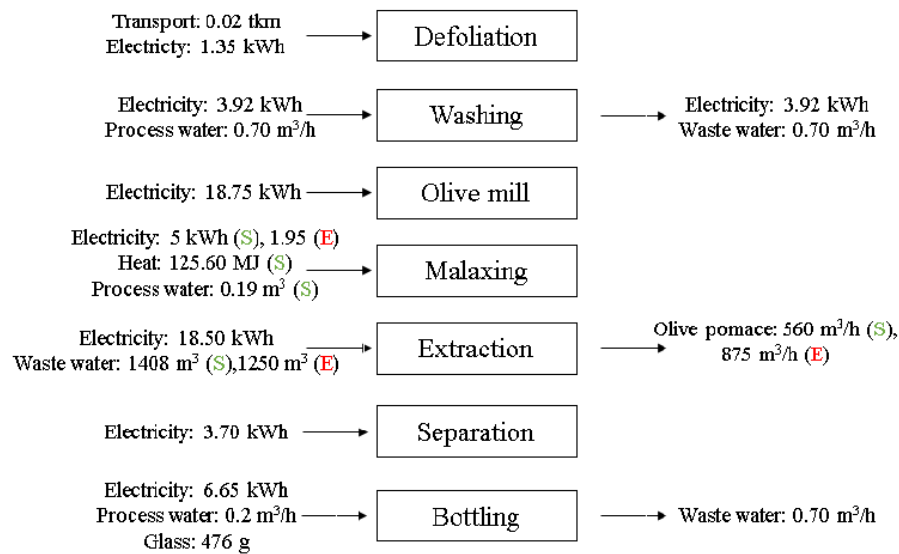 Transport: 0.02 tkm
Electricty: 1.35 kWh
Defoliation
Electricity: 3.92 kWh
Process water: 0.70 m³/h
Washing
Electricity: 3.92 kWh
Waste water: 0.70 m³/h
Electricity: 18.75 kWh
Olive mill
Electricity: 5 kWh (S), 1.95 (E)
Heat: 125.60 MJ (S)
Process water: 0.19 m³ (S)
Malaxing
Electricity: 18.50 kWh
Waste water: 1408 m³ (S),1250 m³ (E)
Extraction
Olive pomace: 560 m³/h (S),
875 m³/h (E)
Electricity: 3.70 kWh
Separation
Electricity: 6.65 kWh
Process water: 0.2 m³/h
Glass: 476 g
Bottling
Waste water: 0.70 m³/h